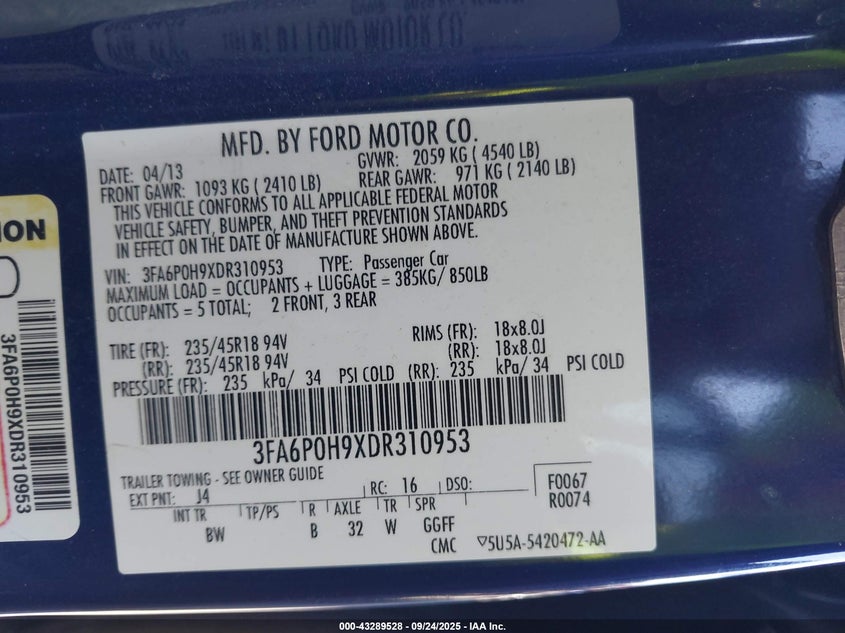 MFD. BY FORD MOTOR CO.
DATE: 04/13 GVWR: 2059 KG ( 4540 LB)
FRONT GAWR: 1093 KG ( 2410 LB) REAR GAWR: 971 KG ( 2140 LB)
THIS VEHICLE CONFORMS TO ALL APPLICABLE FEDERAL MOTOR
VEHICLE SAFETY, BUMPER, AND THEFT PREVENTION STANDARDS
IN EFFECT ON THE DATE OF MANUFACTURE SHOWN ABOVE.
VIN: 3FA6P0H9XDR310953 TYPE: Passenger Car
MAXIMUM LOAD = OCCUPANTS + LUGGAGE = 385KG/ 850LB
OCCUPANTS = 5 TOTAL; 2 FRONT, 3 REAR
TIRE (FR): 235/45R18 94V RIMS (FR): 18x8.0J
(RR): 235/45R18 94V (RR): 18x8.0J
PRESSURE (FR): 235 kPa/ 34 PSI COLD (RR): 235 kPa/ 34 PSI COLD
3FA6P0H9XDR310953
TRAILER TOWING - SEE OWNER GUIDE
EXT PNT: J4 RC: 16 DSO: F0067
R0074
INT TR TP/PS R AXLE TR SPR
BW B 32 W GGFF
CMC 5U5A-5420472-AA
ION
3FA6P0H9XDR310953
000-43289528 - 09/24/2025 - IAA Inc.